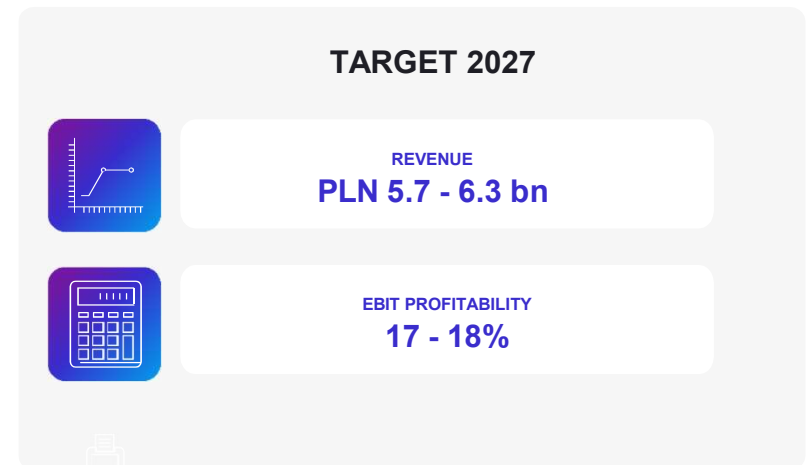 TARGET 2027
REVENUE
PLN 5.7 - 6.3 bn
EBIT PROFITABILITY
17 - 18%